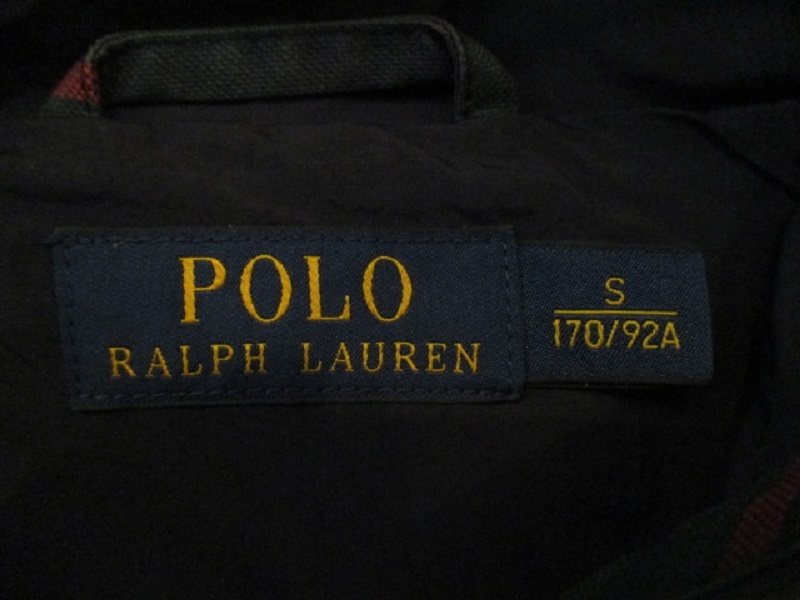 POLO
RALPH LAUREN
S
170/92A